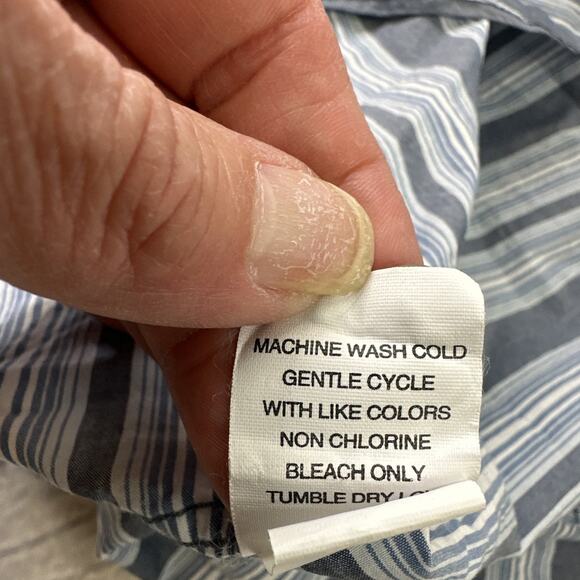 MACHINE WASH COLD
GENTLE CYCLE
WITH LIKE COLORS
NON CHLORINE
BLEACH ONLY
TUMBLE DRY